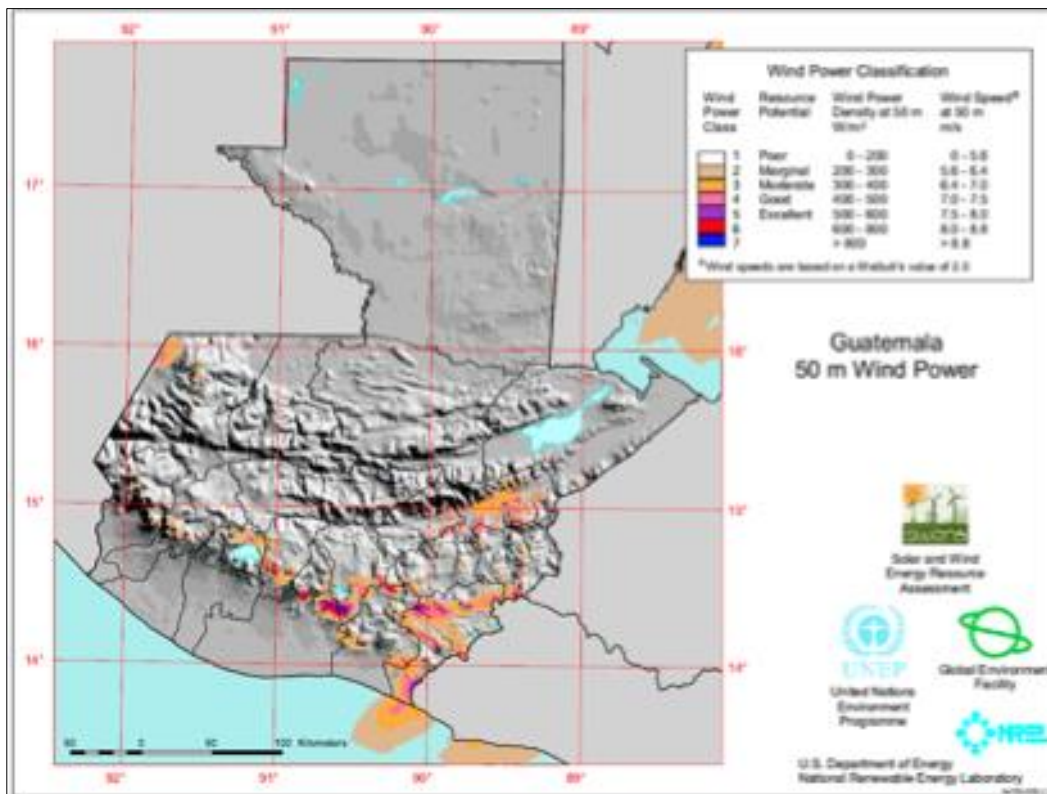 92° 91° 90° 89°
Wind Power Classification
Wind Power Class
Resource Potential
Wind Power Density at 50 m W/m²
Wind Speed at 50 m m/s
1 Poor 0 - 200 0 - 5.6
2 Marginal 200 - 300 5.6 - 6.4
3 Moderate 300 - 400 6.4 - 7.0
4 Good 400 - 500 7.0 - 7.5
5 Excellent 500 - 600 7.5 - 8.0
6 600 - 800 8.0 - 8.8
7 > 800 > 8.8
Wind speeds are based on a Weibull k value of 2.0
17°
16°
Guatemala
50 m Wind Power
15°
Solar and Wind
Energy Resource
Assessment
14° 14°
UNEP
United Nations
Environment
Programme
Global Environment
Facility
NREL
50 0 50 100 Kilometers
92° 91° 90° 89°
U.S. Department of Energy
National Renewable Energy Laboratory